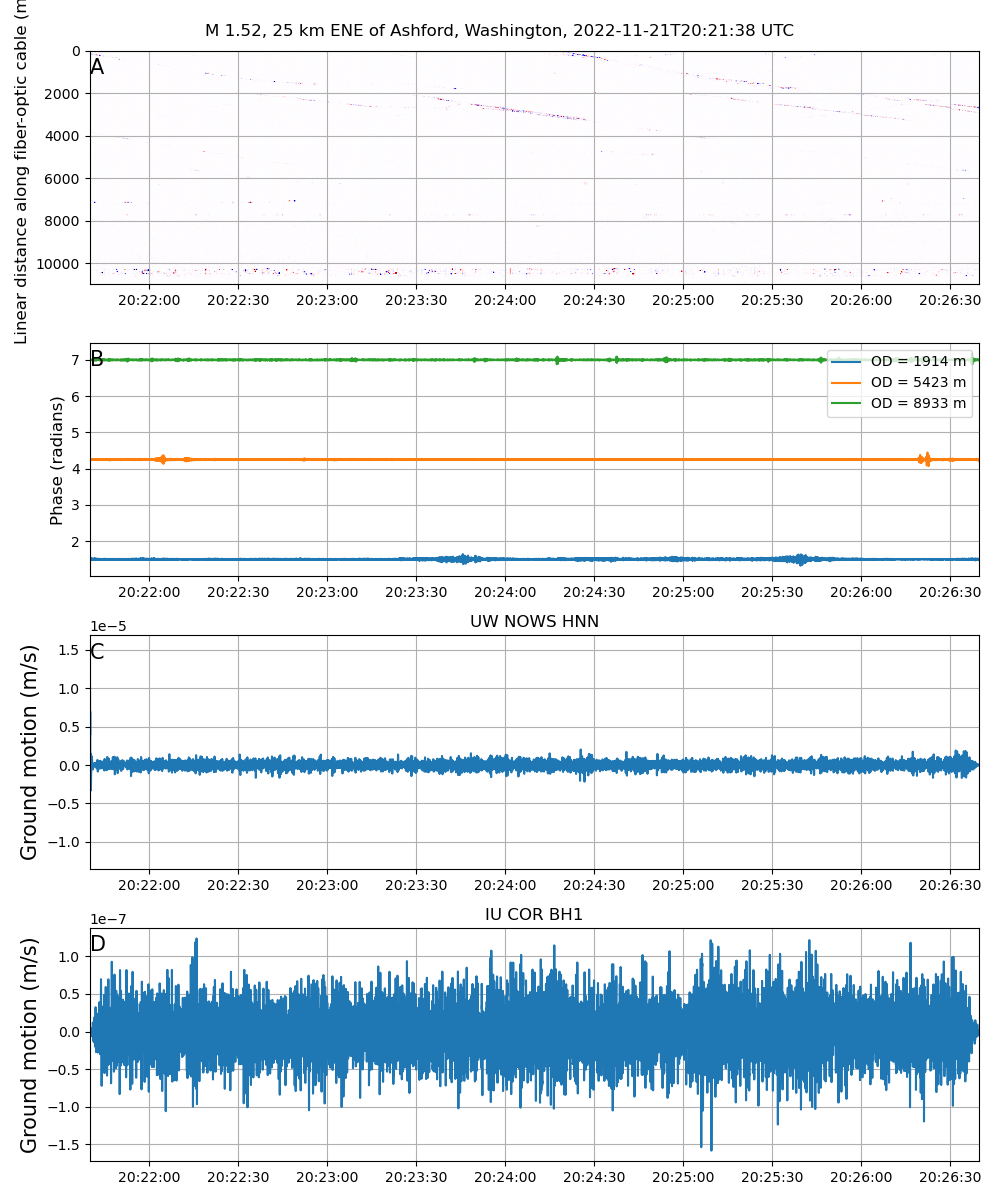 M 1.52, 25 km ENE of Ashford, Washington, 2022-11-21T20:21:38 UTC
Linear distance along fiber-optic cable (m
A
0
2000
4000
6000
8000
10000
20:22:00 20:22:30 20:23:00 20:23:30 20:24:00 20:24:30 20:25:00 20:25:30 20:26:00 20:26:30
Phase (radians)
B
7
6
5
4
3
2
OD = 1914 m
OD = 5423 m
OD = 8933 m
20:22:00 20:22:30 20:23:00 20:23:30 20:24:00 20:24:30 20:25:00 20:25:30 20:26:00 20:26:30
UW NOWS HNN
1e−5
Ground motion (m/s)
C
1.5
1.0
0.5
0.0
−0.5
−1.0
20:22:00 20:22:30 20:23:00 20:23:30 20:24:00 20:24:30 20:25:00 20:25:30 20:26:00 20:26:30
IU COR BH1
1e−7
Ground motion (m/s)
D
1.0
0.5
0.0
−0.5
−1.0
−1.5
20:22:00 20:22:30 20:23:00 20:23:30 20:24:00 20:24:30 20:25:00 20:25:30 20:26:00 20:26:30